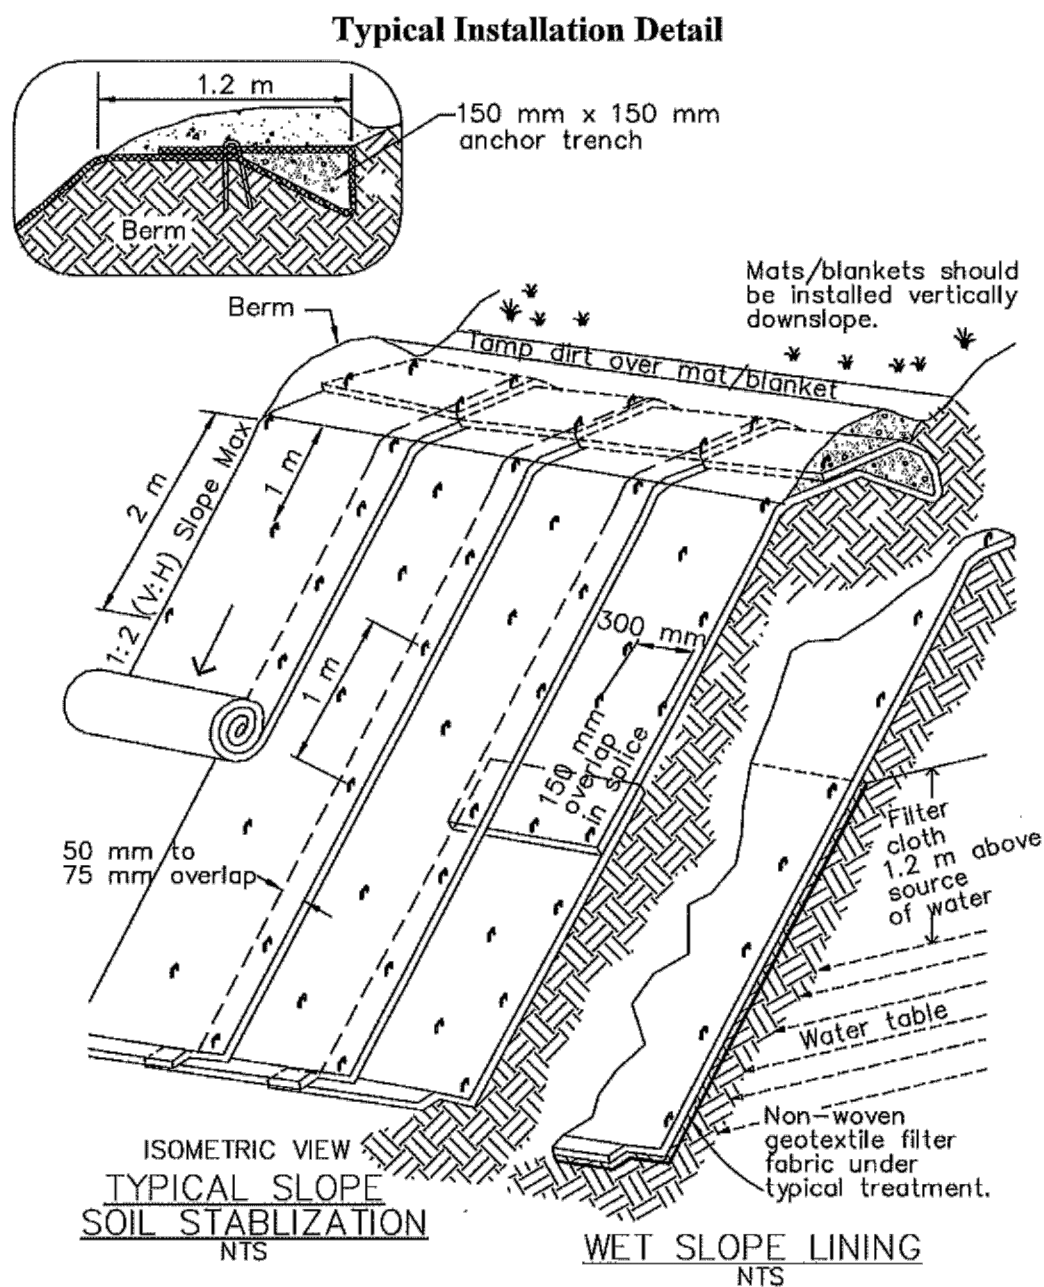 Typical Installation Detail
1.2 m
150 mm x 150 mm
anchor trench
Berm
Mats/blankets should
be installed vertically
downslope.
Berm
Tamp dirt over mat/blanket
2 m
1:2 (V:H) Slope Max
1 m
1 m
300 mm
150 mm
overlap
in splice
50 mm to
75 mm overlap
Filter
cloth
1.2 m above
source
of water
Water table
Non-woven
geotextile filter
fabric under
typical treatment.
ISOMETRIC VIEW
TYPICAL SLOPE
SOIL STABLIZATION
NTS
WET SLOPE LINING
NTS